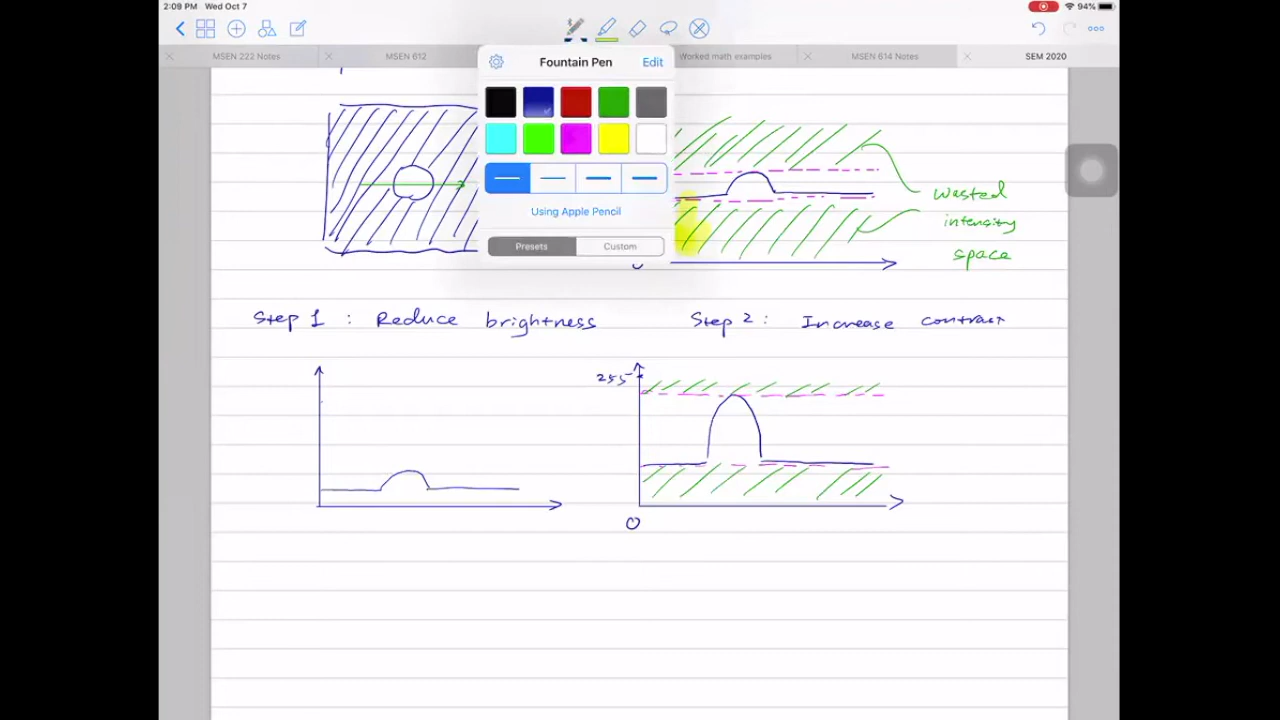 2:09 PM Wed Oct 7
94%
MSEN 222 Notes
MSEN 612
Worked math examples
MSEN 614 Notes
SEM 2020
Fountain Pen
Edit
Using Apple Pencil
Presets
Custom
wasted
intensity
space
Step 1 : Reduce brightness
Step 2 : Increase contrast
255
0